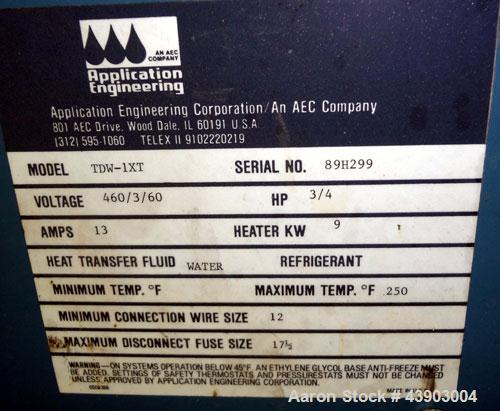 AN AEC
COMPANY
Application
Engineering
Application Engineering Corporation/An AEC Company
801 AEC Drive, Wood Dale, IL 60191 U.S.A.
(312) 595-1060 TELEX II 9102220219
MODEL TDW-1XT SERIAL NO. 89H299
VOLTAGE 460/3/60 HP 3/4
AMPS 13 HEATER KW 9
HEAT TRANSFER FLUID WATER REFRIGERANT
MINIMUM TEMP. °F MAXIMUM TEMP. °F 250
MINIMUM CONNECTION WIRE SIZE 12
MAXIMUM DISCONNECT FUSE SIZE 17½
WARNING—ON SYSTEMS OPERATION BELOW 45°F. AN ETHYLENE GLYCOL BASE ANTI-FREEZE MUST
BE ADDED. SETTINGS OF SAFETY THERMOSTATS AND PRESSURESTATS MUST NOT BE CHANGED
UNLESS APPROVED BY APPLICATION ENGINEERING CORPORATION.
MADE IN
Aaron Stock # 43903004